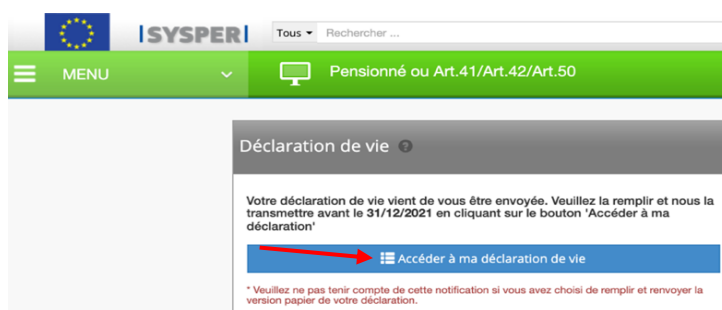 SYSPER Tous Rechercher ...
MENU Pensionné ou Art.41/Art.42/Art.50
Déclaration de vie ?
Votre déclaration de vie vient de vous être envoyée. Veuillez la remplir et nous la
transmettre avant le 31/12/2021 en cliquant sur le bouton 'Accéder à ma
déclaration'
Accéder à ma déclaration de vie
* Veuillez ne pas tenir compte de cette notification si vous avez choisi de remplir et renvoyer la
version papier de votre déclaration.